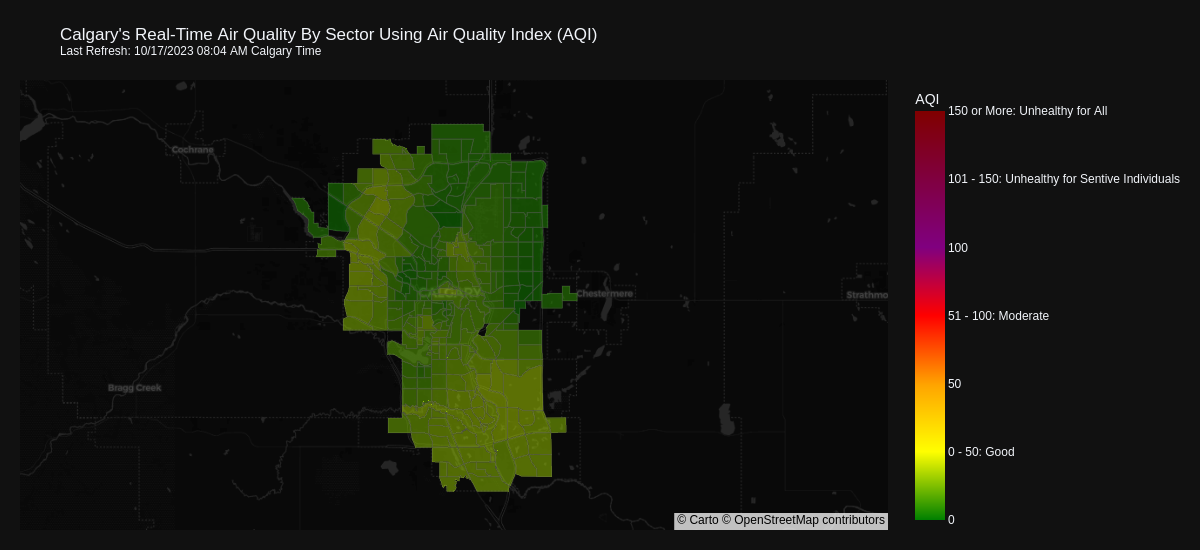 Calgary's Real-Time Air Quality By Sector Using Air Quality Index (AQI)
Last Refresh: 10/17/2023 08:04 AM Calgary Time
AQI
150 or More: Unhealthy for All
Cochrane
101 - 150: Unhealthy for Sentive Individuals
100
CALGARY
Chestermere
Strathmo
51 - 100: Moderate
Bragg Creek
50
0 - 50: Good
0
© Carto © OpenStreetMap contributors